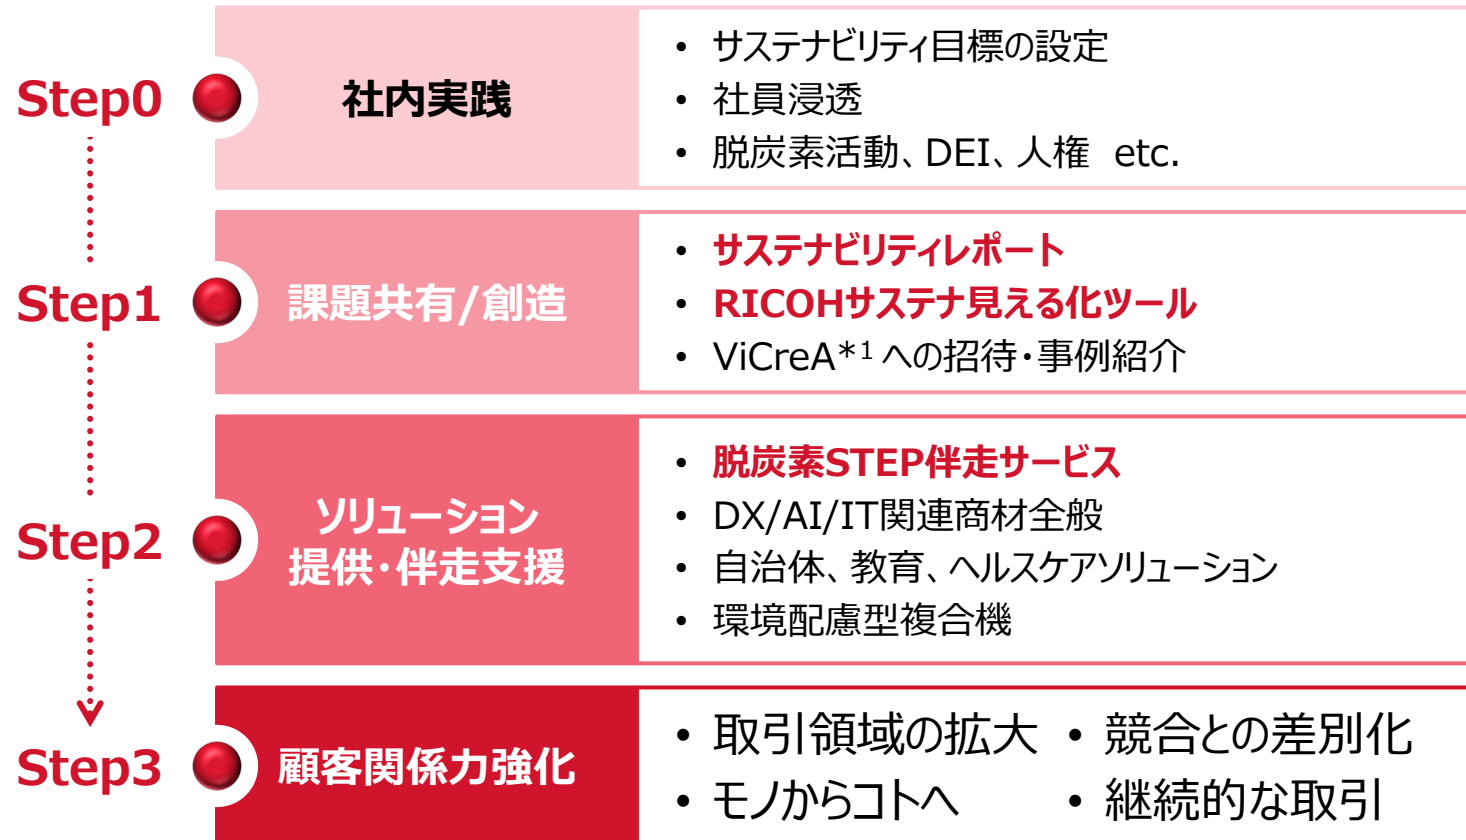 Step0
社内実践
• サステナビリティ目標の設定
• 社員浸透
• 脱炭素活動、DEI、人権 etc.
Step1
課題共有/創造
• サステナビリティレポート
• RICOHサステナ見える化ツール
• ViCreA*1 への招待・事例紹介
Step2
ソリューション
提供・伴走支援
• 脱炭素STEP伴走サービス
• DX/AI/IT関連商材全般
• 自治体、教育、ヘルスケアソリューション
• 環境配慮型複合機
Step3
顧客関係力強化
• 取引領域の拡大 • 競合との差別化
• モノからコトへ • 継続的な取引